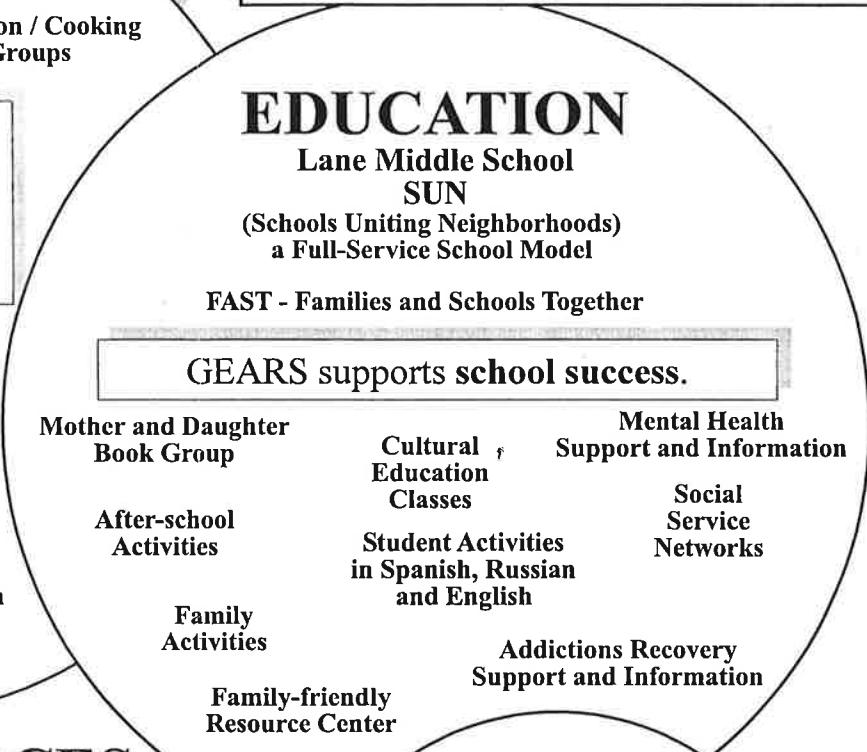 on / Cooking
Groups
EDUCATION
Lane Middle School
SUN
(Schools Uniting Neighborhoods)
a Full-Service School Model
FAST - Families and Schools Together
GEARS supports school success.
Mother and Daughter
Book Group
Cultural
Education
Classes
Mental Health
Support and Information
After-school
Activities
Student Activities
in Spanish, Russian
and English
Social
Service
Networks
Family
Activities
Addictions Recovery
Support and Information
Family-friendly
Resource Center